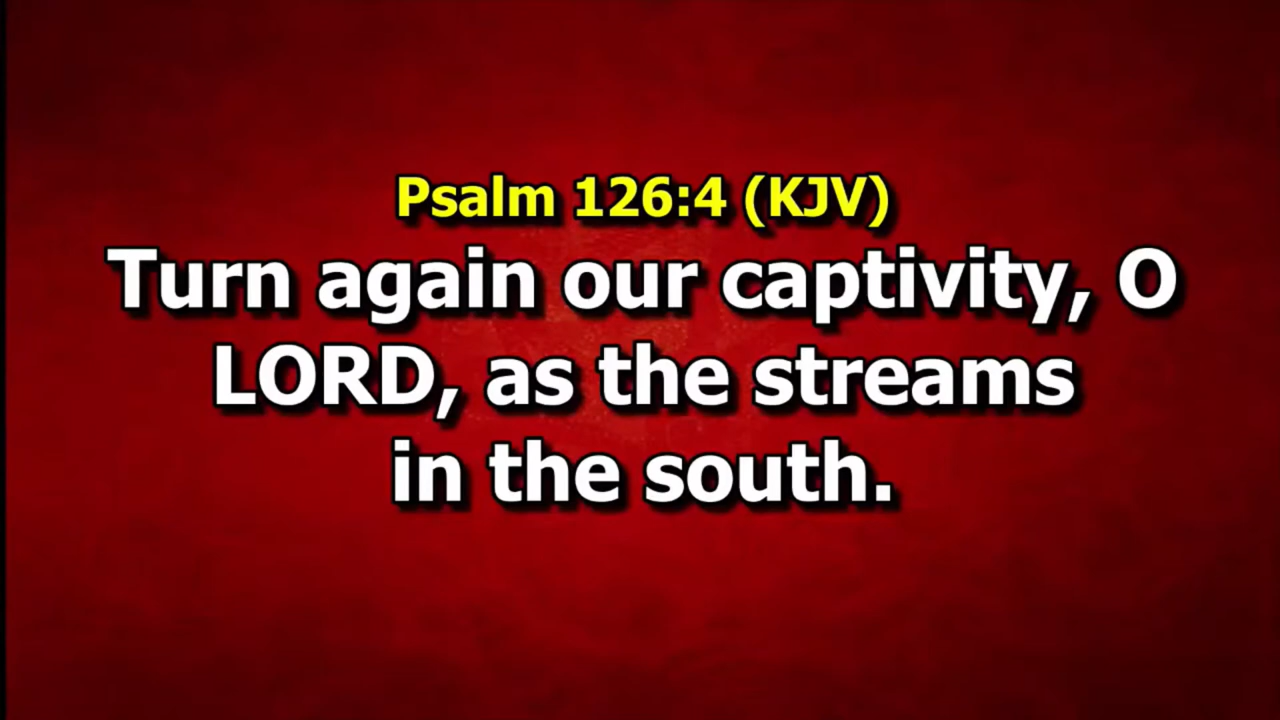 Psalm 126:4 (KJV)
Turn again our captivity, O
LORD, as the streams
in the south.